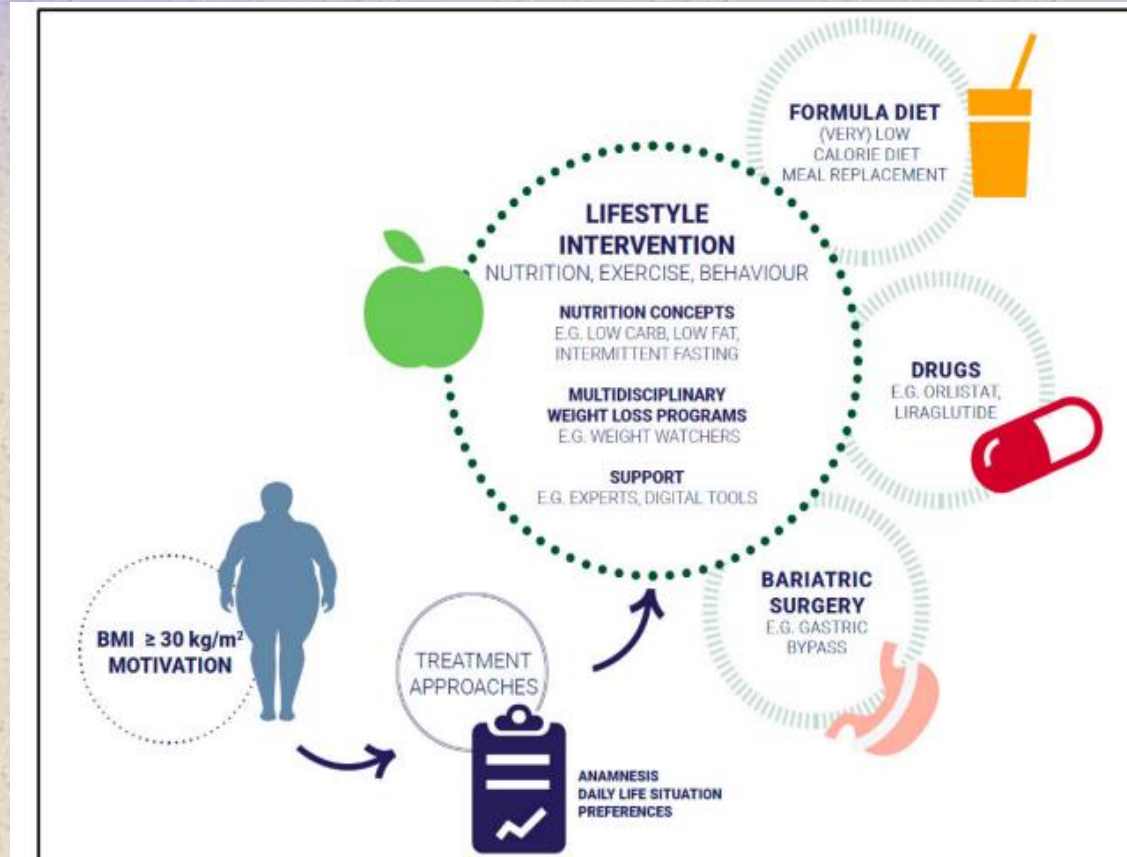 FORMULA DIET
(VERY) LOW
CALORIE DIET
MEAL REPLACEMENT
LIFESTYLE
INTERVENTION
NUTRITION, EXERCISE, BEHAVIOUR
NUTRITION CONCEPTS
E.G. LOW CARB, LOW FAT,
INTERMITTENT FASTING
MULTIDISCIPLINARY
WEIGHT LOSS PROGRAMS
E.G. WEIGHT WATCHERS
SUPPORT
E.G. EXPERTS, DIGITAL TOOLS
DRUGS
E.G. ORLISTAT,
LIRAGLUTIDE
BARIATRIC
SURGERY
E.G. GASTRIC
BYPASS
BMI ≥ 30 kg/m²
MOTIVATION
TREATMENT
APPROACHES
ANAMNESIS
DAILY LIFE SITUATION
PREFERENCES